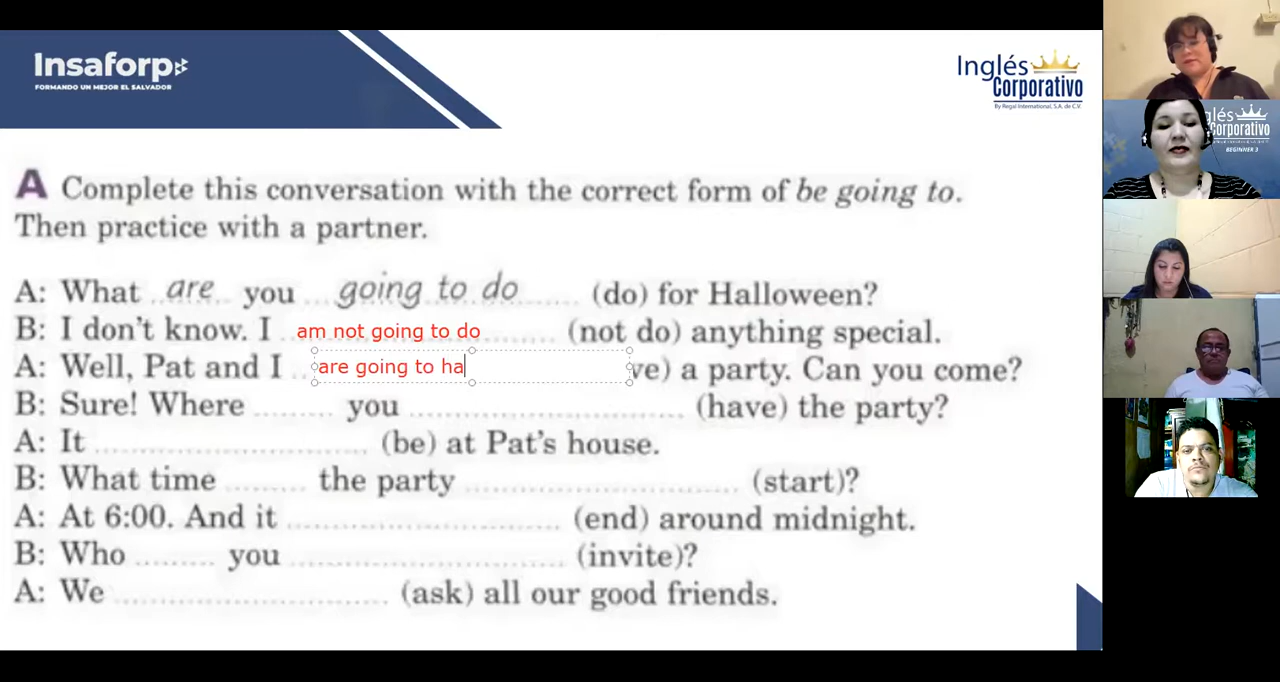 Insaforp
FORMANDO UN MEJOR EL SALVADOR
Inglés
Corporativo
By Regal International, S.A. de C.V.
A Complete this conversation with the correct form of be going to.
Then practice with a partner.
A: What are you going to do (do) for Halloween?
B: I don't know. I am not going to do (not do) anything special.
A: Well, Pat and I are going to ha ve) a party. Can you come?
B: Sure! Where ........ you ........................... (have) the party?
A: It ........................... (be) at Pat's house.
B: What time ........ the party ........................... (start)?
A: At 6:00. And it ........................... (end) around midnight.
B: Who ........ you ........................... (invite)?
A: We ........................... (ask) all our good friends.
glés
Corporativo
BEGINNER 3